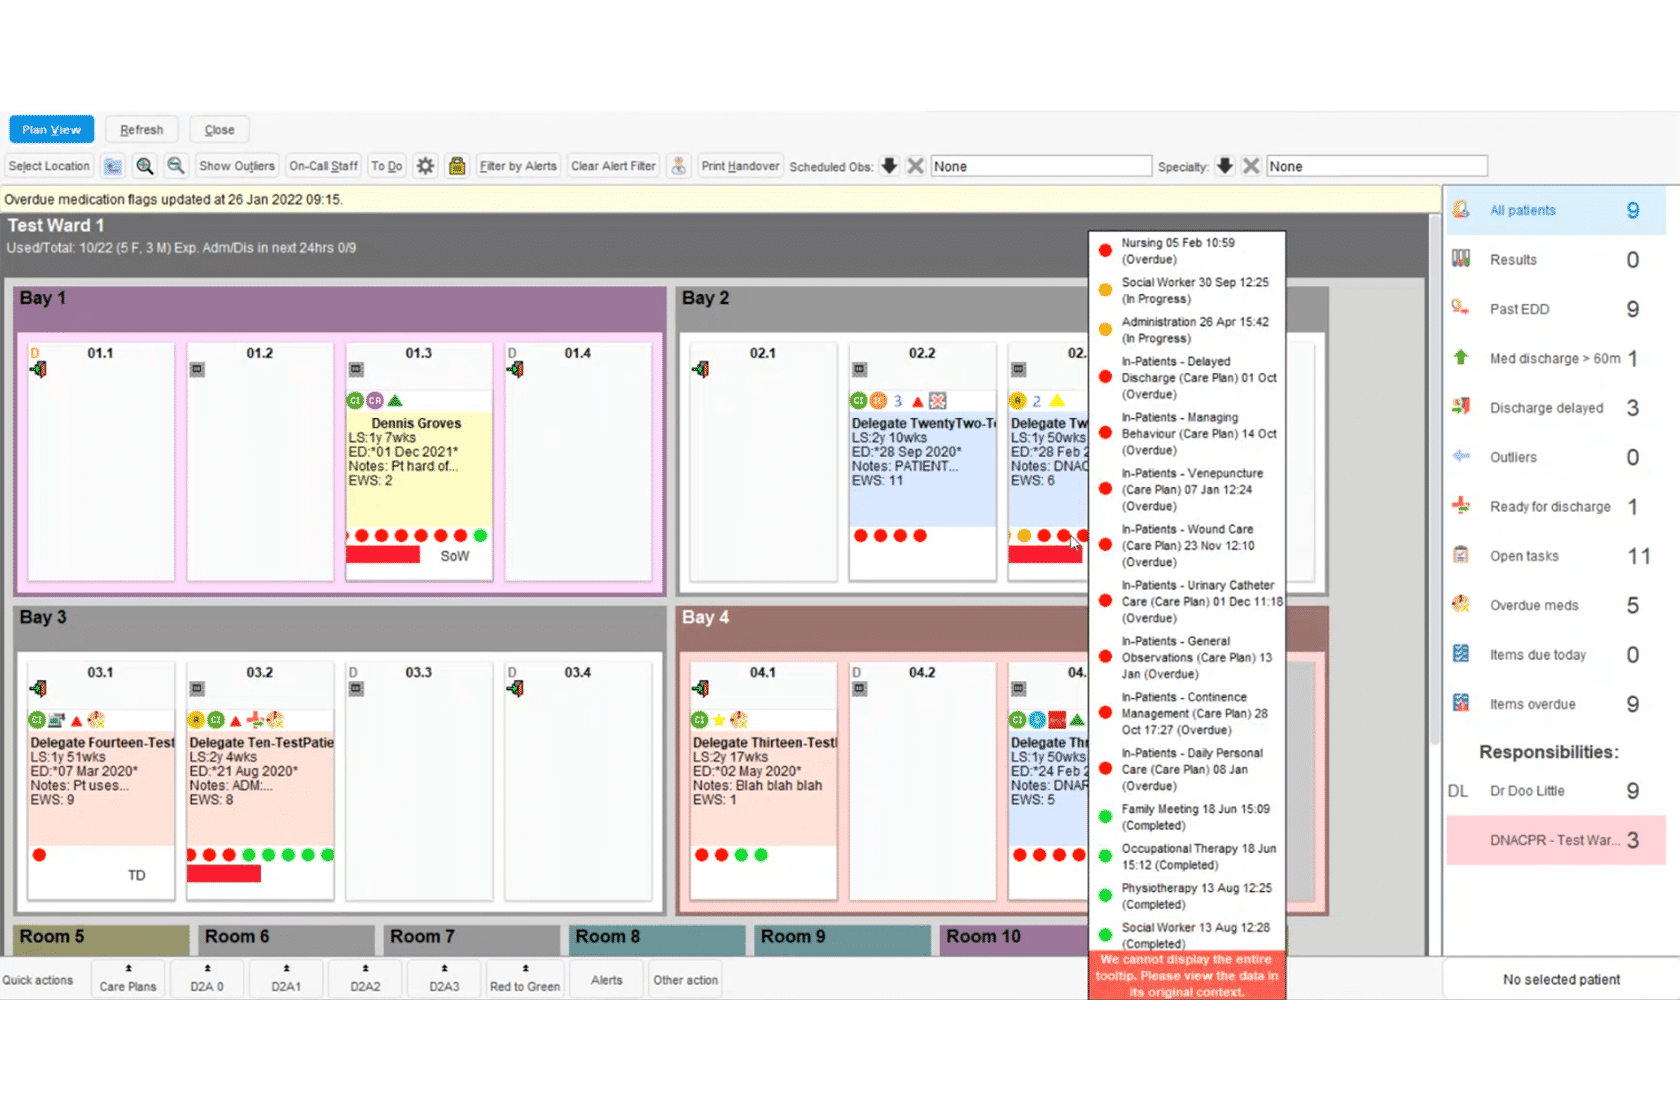 Plan View
Refresh
Close
Select Location
Show Outliers
On-Call Staff
To Do
Filter by Alerts
Clear Alert Filter
Print Handover
Scheduled Obs:
None
Specialty:
None
Overdue medication flags updated at 26 Jan 2022 09:15.
Test Ward 1
Used/Total: 10/22 (5 F, 3 M) Exp. Adm/Dis in next 24hrs 0/9
Bay 1
D
01.1
01.2
01.3
CI CR
Dennis Groves
LS:1y 7wks
ED:*01 Dec 2021*
Notes: Pt hard of...
EWS: 2
SoW
D
01.4
Bay 2
02.1
02.2
CI
3
Delegate TwentyTwo-T
LS:2y 10wks
ED:*28 Sep 2020*
Notes: PATIENT...
EWS: 11
02.
A
2
Delegate Tw
LS:1y 50wks
ED:*28 Feb 2
Notes: DNAC
EWS: 6
Bay 3
03.1
CI
Delegate Fourteen-Test
LS:1y 51wks
ED:*07 Mar 2020*
Notes: Pt uses...
EWS: 9
TD
03.2
A CI
Delegate Ten-TestPatie
LS:2y 4wks
ED:*21 Aug 2020*
Notes: ADM:...
EWS: 8
D
03.3
D
03.4
Bay 4
04.1
CI
Delegate Thirteen-Test
LS:2y 17wks
ED:*02 May 2020*
Notes: Blah blah blah
EWS: 1
D
04.2
04.
CI
Delegate Thr
LS:1y 50wks
ED:*24 Feb 2
Notes: DNAR
EWS: 5
Room 5
Room 6
Room 7
Room 8
Room 9
Room 10
Nursing 05 Feb 10:59
(Overdue)
Social Worker 30 Sep 12:25
(In Progress)
Administration 26 Apr 15:42
(In Progress)
In-Patients - Delayed
Discharge (Care Plan) 01 Oct
(Overdue)
In-Patients - Managing
Behaviour (Care Plan) 14 Oct
(Overdue)
In-Patients - Venepuncture
(Care Plan) 07 Jan 12:24
(Overdue)
In-Patients - Wound Care
(Care Plan) 23 Nov 12:10
(Overdue)
In-Patients - Urinary Catheter
Care (Care Plan) 01 Dec 11:18
(Overdue)
In-Patients - General
Observations (Care Plan) 13
Jan (Overdue)
In-Patients - Continence
Management (Care Plan) 28
Oct 17:27 (Overdue)
In-Patients - Daily Personal
Care (Care Plan) 08 Jan
(Overdue)
Family Meeting 18 Jun 15:09
(Completed)
Occupational Therapy 18 Jun
15:12 (Completed)
Physiotherapy 13 Aug 12:25
(Completed)
Social Worker 13 Aug 12:28
(Completed)
We cannot display the entire
tooltip. Please view the data in
its original context.
All patients 9
Results 0
Past EDD 9
Med discharge > 60m 1
Discharge delayed 3
Outliers 0
Ready for discharge 1
Open tasks 11
Overdue meds 5
Items due today 0
Items overdue 9
Responsibilities:
DL Dr Doo Little 9
DNACPR - Test War... 3
Quick actions
Care Plans
D2A 0
D2A1
D2A2
D2A3
Red to Green
Alerts
Other action
No selected patient